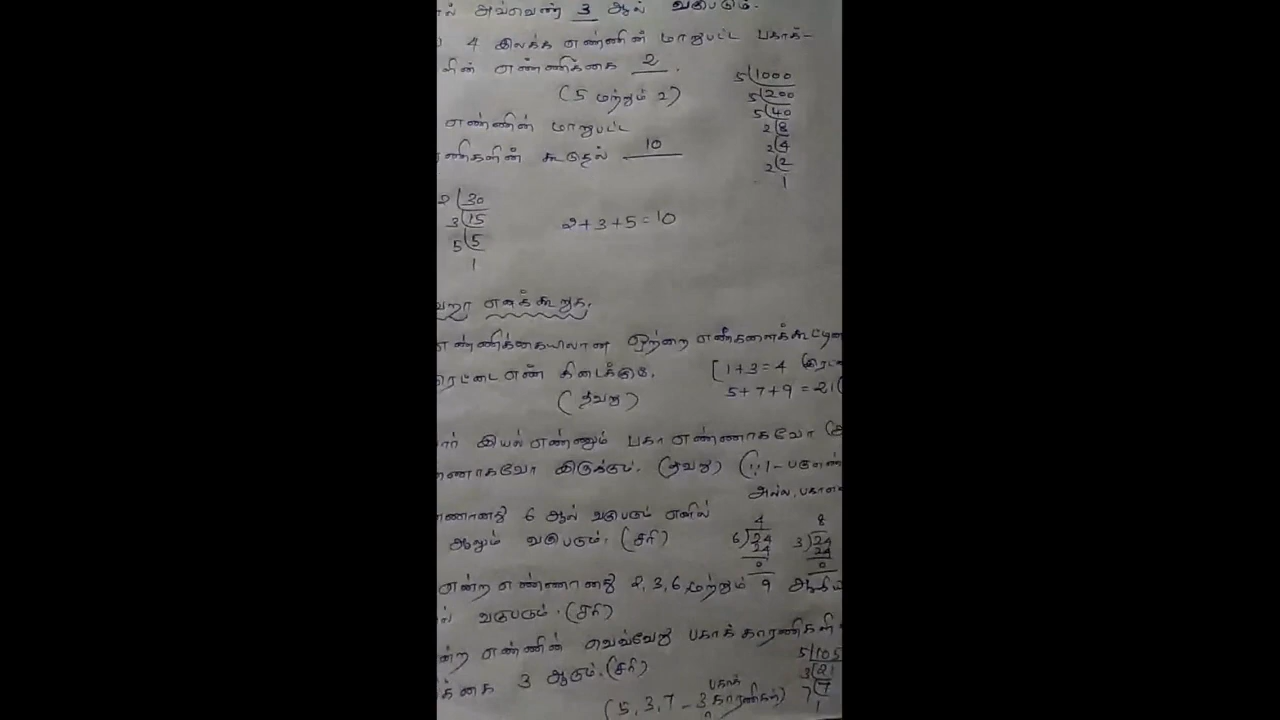 ல் அவ்வெண் 3 ஆல் வகுபடும்.
4 இலக்க எண்ணின் மாறுபட்ட பகாக்-
ளின் எண்ணிக்கை 2.
(5 மற்றும் 2)
5 1000
5 200
5 40
2 8
2 4
2 2
1
எண்ணின் மாறுபட்ட
ரணிகளின் கூடுதல் 10
2 30
3 15
5 5
1
2+3+5=10
வறா எனக்கூறுக.
எண்ணிக்கையிலான ஒற்றை எண்களைக்கூட்டின
ரட்டை எண் கிடைக்கும். [1+3=4 (இரட்
5+7+9=21(
(தவறு)
இயல் எண்ணும் பகா எண்ணாகவோ (அ
ண்ணாகவோ இருக்கும். (தவறு) (∵1-பகுஎண்
அல்ல, பகாஎ
ண்ணானது 6 ஆல் வகுபடும் எனில்
ஆலும் வகுபடும். (சரி)
4
6)24
24
0
8
3)24
24
0
என்ற எண்ணானது 2, 3, 6, மற்றும் 9 ஆகிய
ல் வகுபடும். (சரி)
ன்ற எண்ணின் வெவ்வேறு பகாக்காரணிகளி
க்கை 3 ஆகும். (சரி)
5 105
3 21
7 7
1
(5, 3, 7 - 3 பகாக் காரணிகள்)